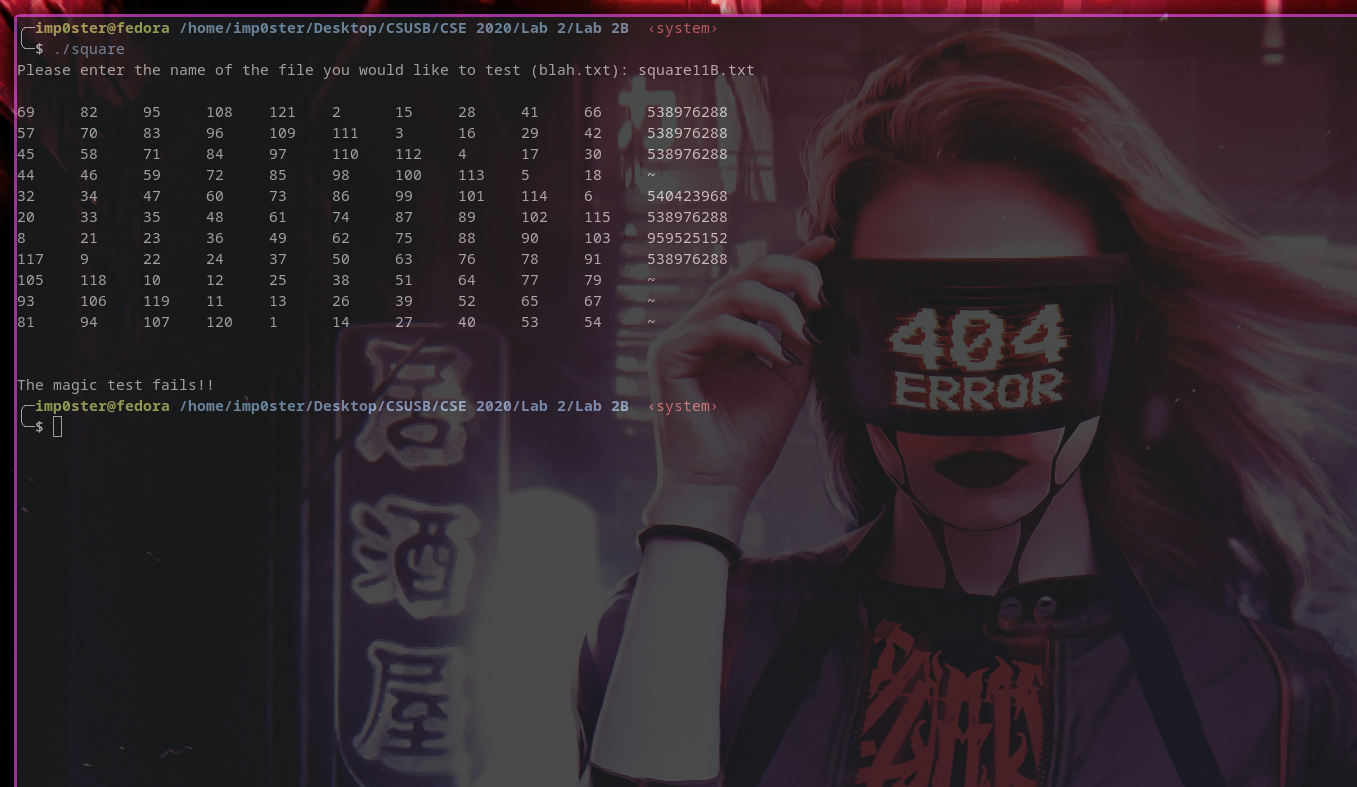 imp0ster@fedora /home/imp0ster/Desktop/CSUSB/CSE 2020/Lab 2/Lab 2B ‹system›
$ ./square
Please enter the name of the file you would like to test (blah.txt): square11B.txt
69 82 95 108 121 2 15 28 41 66 538976288
57 70 83 96 109 111 3 16 29 42 538976288
45 58 71 84 97 110 112 4 17 30 538976288
44 46 59 72 85 98 100 113 5 18 ~
32 34 47 60 73 86 99 101 114 6 540423968
20 33 35 48 61 74 87 89 102 115 538976288
8 21 23 36 49 62 75 88 90 103 959525152
117 9 22 24 37 50 63 76 78 91 538976288
105 118 10 12 25 38 51 64 77 79 ~
93 106 119 11 13 26 39 52 65 67 ~
81 94 107 120 1 14 27 40 53 54 ~
The magic test fails!!
imp0ster@fedora /home/imp0ster/Desktop/CSUSB/CSE 2020/Lab 2/Lab 2B ‹system›
$
404
ERROR
居
酒
屋